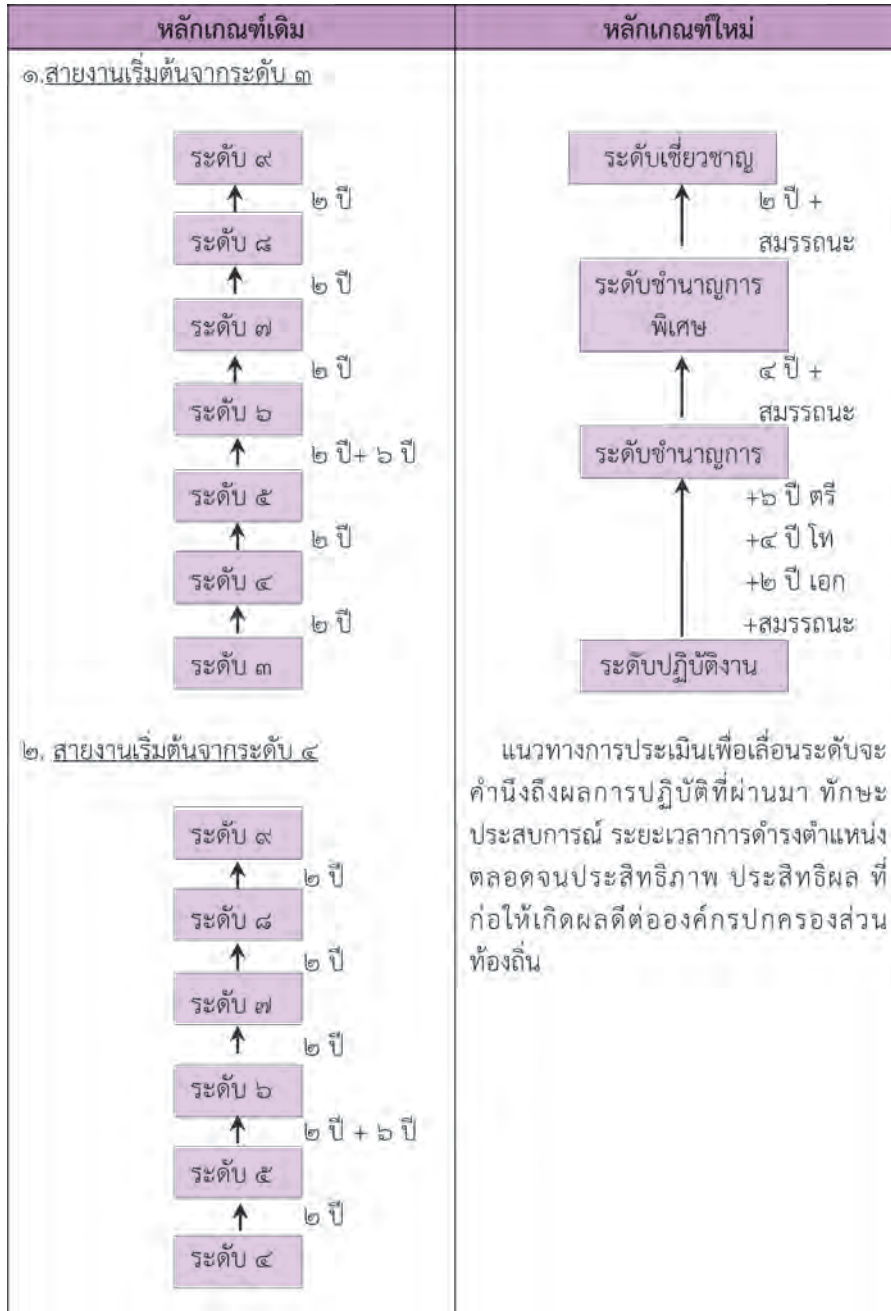 หลักเกณฑ์เดิม
หลักเกณฑ์ใหม่
๑.สายงานเริ่มต้นจากระดับ ๓
ระดับ ๙
๒ ปี
ระดับ ๘
๒ ปี
ระดับ ๗
๒ ปี
ระดับ ๖
๒ ปี+ ๖ ปี
ระดับ ๕
๒ ปี
ระดับ ๔
๒ ปี
ระดับ ๓
๒. สายงานเริ่มต้นจากระดับ ๔
ระดับ ๙
๒ ปี
ระดับ ๘
๒ ปี
ระดับ ๗
๒ ปี
ระดับ ๖
๒ ปี + ๖ ปี
ระดับ ๕
๒ ปี
ระดับ ๔
ระดับเชี่ยวชาญ
๒ ปี +
สมรรถนะ
ระดับชำนาญการ
พิเศษ
๔ ปี +
สมรรถนะ
ระดับชำนาญการ
+๖ ปี ตรี
+๔ ปี โท
+๒ ปี เอก
+สมรรถนะ
ระดับปฏิบัติงาน
แนวทางการประเมินเพื่อเลื่อนระดับจะ
คำนึงถึงผลการปฏิบัติที่ผ่านมา ทักษะ
ประสบการณ์ ระยะเวลาการดำรงตำแหน่ง
ตลอดจนประสิทธิภาพ ประสิทธิผล ที่
ก่อให้เกิดผลดีต่อองค์กรปกครองส่วน
ท้องถิ่น